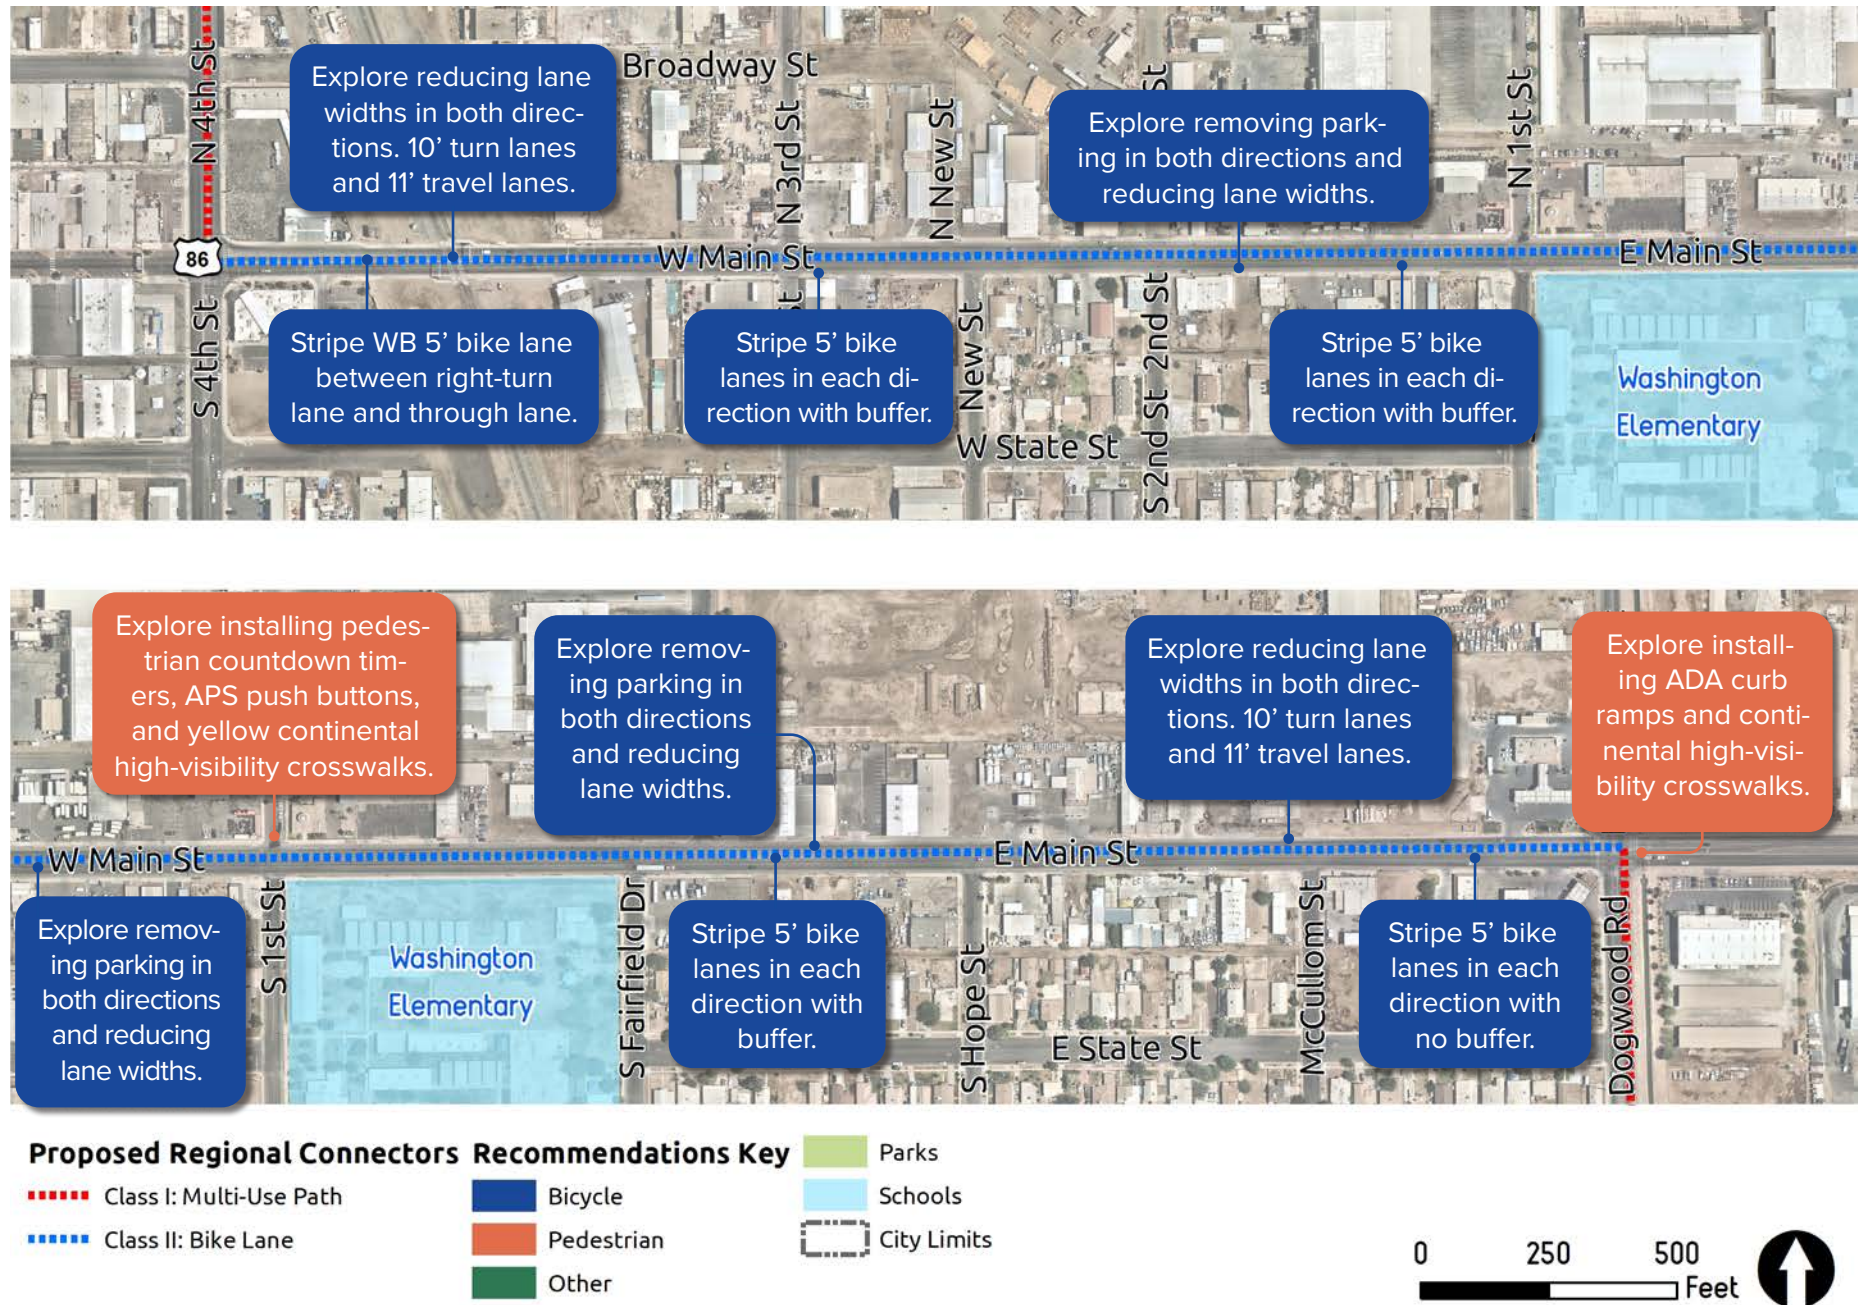 N 4th St
Explore reducing lane
widths in both direc-
tions. 10’ turn lanes
and 11’ travel lanes.
Broadway St
N 3rd St
N New St
St
Explore removing park-
ing in both directions and
reducing lane widths.
N 1st St
86
W Main St
E Main St
S 4th St
Stripe WB 5’ bike lane
between right-turn
lane and through lane.
St
Stripe 5’ bike
lanes in each di-
rection with buffer.
New St
S 2nd St
2nd St
Stripe 5’ bike
lanes in each di-
rection with buffer.
Washington
Elementary
W State St
Explore installing pedes-
trian countdown tim-
ers, APS push buttons,
and yellow continental
high-visibility crosswalks.
Explore remov-
ing parking in
both directions
and reducing
lane widths.
Explore reducing lane
widths in both direc-
tions. 10’ turn lanes
and 11’ travel lanes.
Explore install-
ing ADA curb
ramps and conti-
nental high-visi-
bility crosswalks.
W Main St
E Main St
Explore remov-
ing parking in
both directions
and reducing
lane widths.
S 1st St
Washington
Elementary
S Fairfield Dr
Stripe 5’ bike
lanes in each
direction with
buffer.
S Hope St
E State St
McCullom St
Stripe 5’ bike
lanes in each
direction with
no buffer.
Dogwood Rd
Proposed Regional Connectors
Class I: Multi-Use Path
Class II: Bike Lane
Recommendations Key
Bicycle
Pedestrian
Other
Parks
Schools
City Limits
0 250 500
Feet